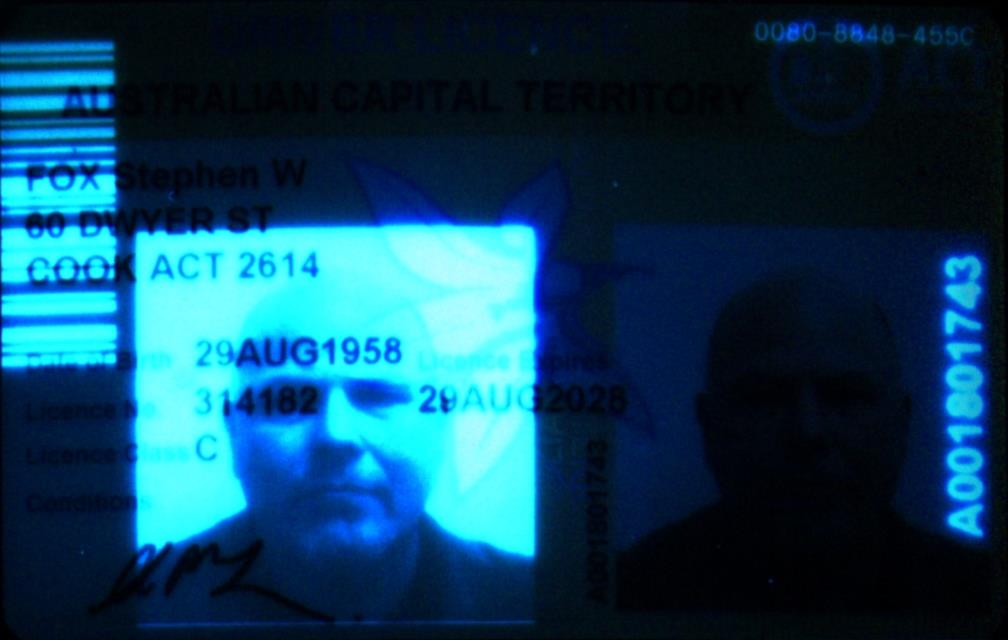 DRIVER LICENCE
0080-8848-455C
ACT
AUSTRALIAN CAPITAL TERRITORY
FOX Stephen W
60 DWYER ST
COOK ACT 2614
Date of Birth 29AUG1958 Licence Expires
Licence No. 314182 29AUG2028
Licence Class C
Conditions
A001801743
A001801743